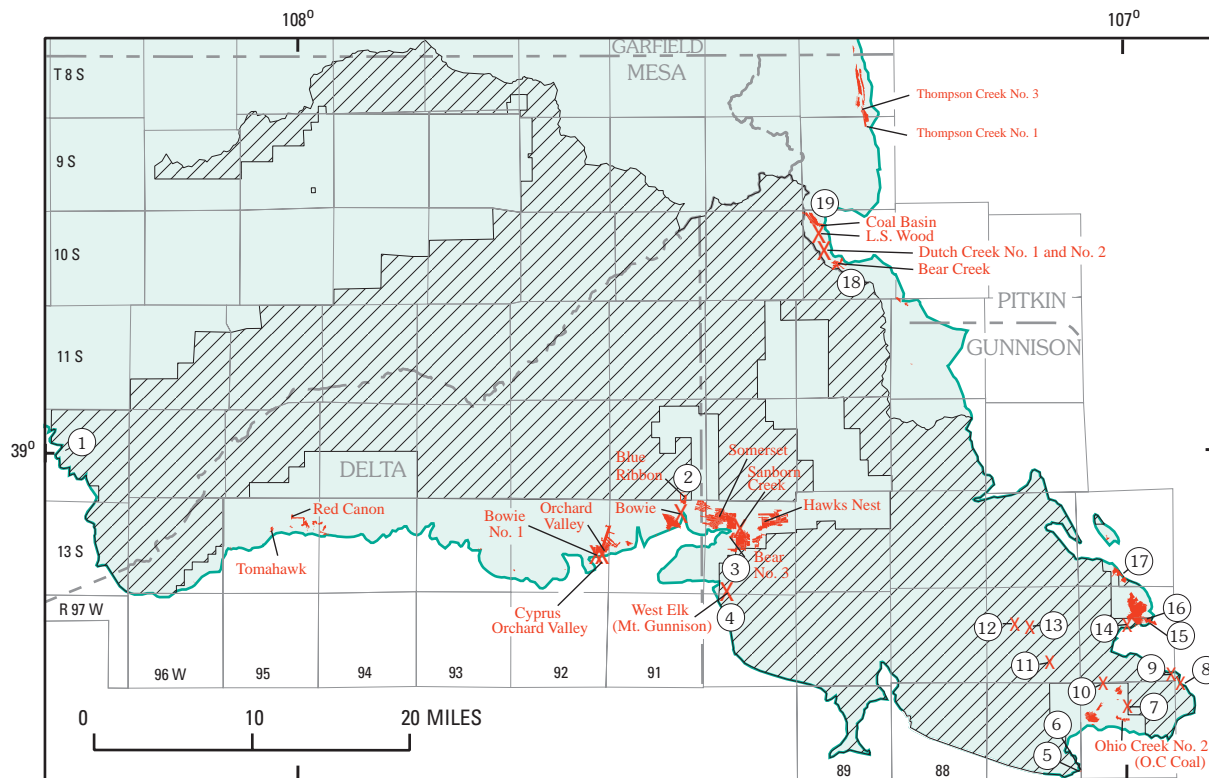 108° 107°
GARFIELD
T 8 S MESA
Thompson Creek No. 3
Thompson Creek No. 1
9 S
19
Coal Basin
L.S. Wood
10 S Dutch Creek No. 1 and No. 2
Bear Creek
18
PITKIN
11 S GUNNISON
1
39°
DELTA Blue
Ribbon
2
Somerset
Sanborn
Creek
Red Canon
Orchard
Valley
Bowie
Hawks Nest
Bowie
No. 1
13 S
Tomahawk
3
Bear
No. 3
17
R 97 W
Cyprus
Orchard Valley
West Elk
(Mt. Gunnison)
4
12 13 14 16
15
11
9 8
96 W 95 94 93 92 91
10
7
0 10 20 MILES
6
5
Ohio Creek No. 2
(O.C Coal)
89 88